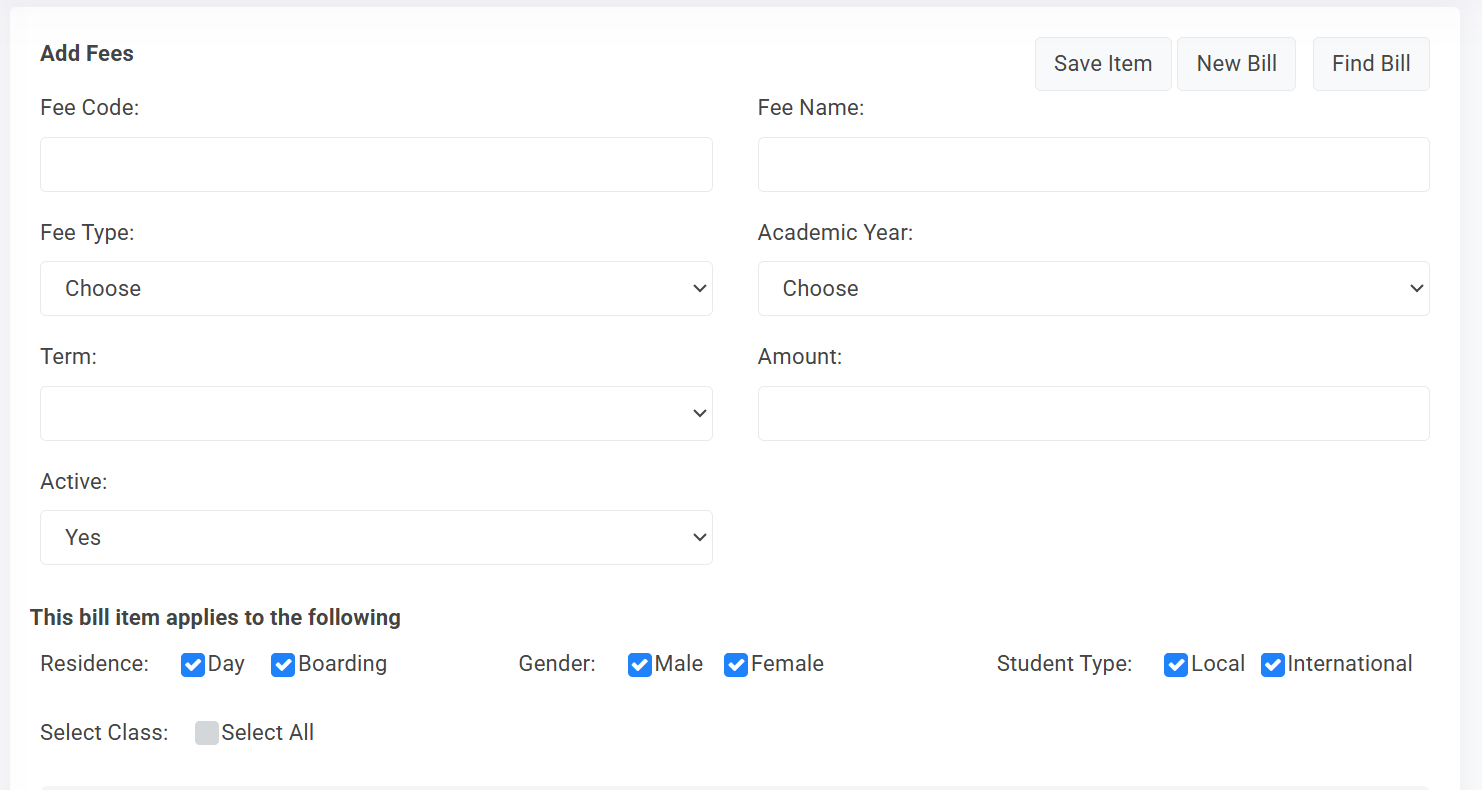 Add Fees
Save Item New Bill Find Bill
Fee Code: Fee Name:
Fee Type: Academic Year:
Choose Choose
Term: Amount:
Active:
Yes
This bill item applies to the following
Residence: Day Boarding Gender: Male Female Student Type: Local International
Select Class: Select All